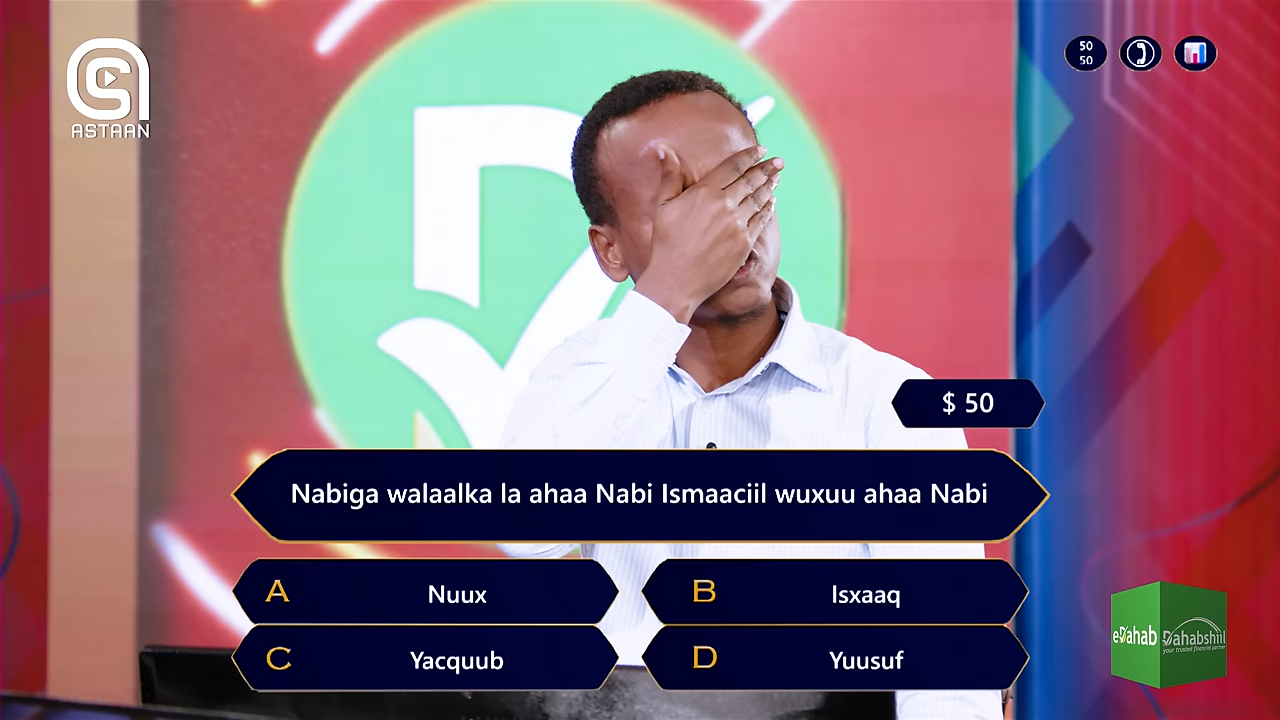 ASTAAN
50
50
$ 50
Nabiga walaalka la ahaa Nabi Ismaaciil wuxuu ahaa Nabi
A Nuux
B Isxaaq
C Yacquub
D Yuusuf
eDahab
Dahabshiil
your trusted financial partner